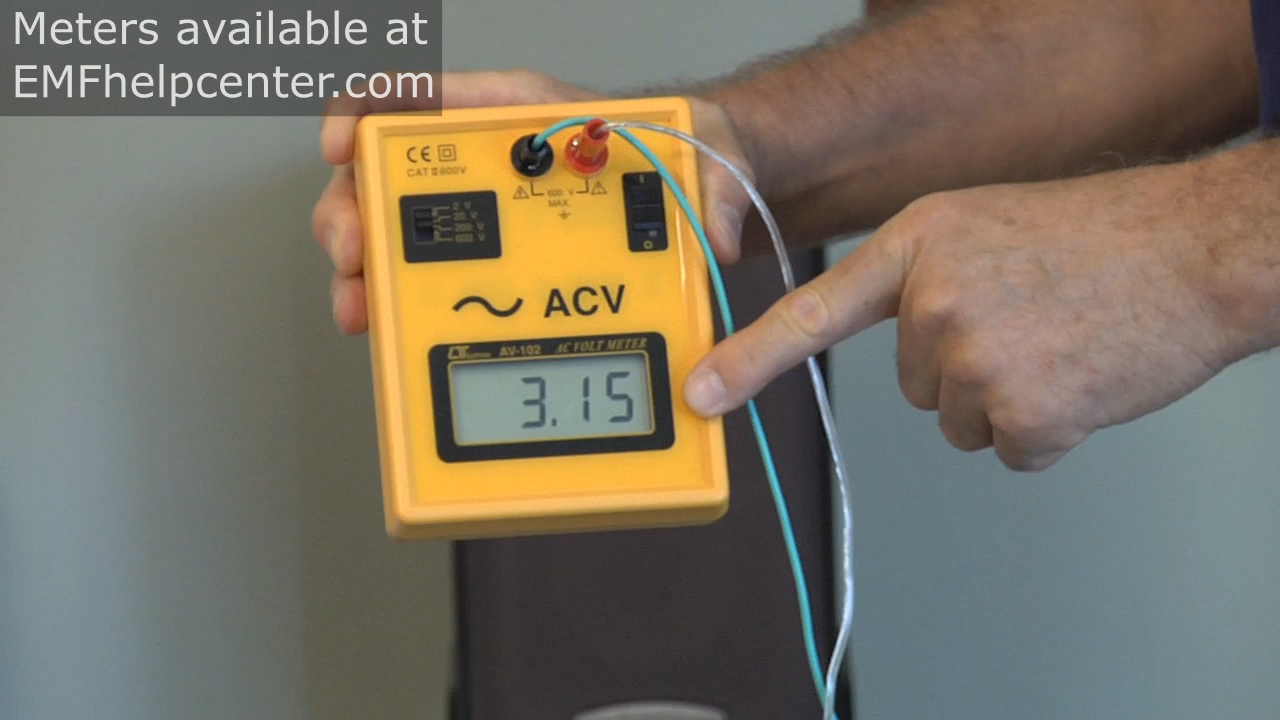 Meters available at
EMFhelpcenter.com
CE
CAT II 600V
600 V
MAX.
2 V
20 V
200 V
600 V
ACV
AV-102 AC VOLT METER
3.15